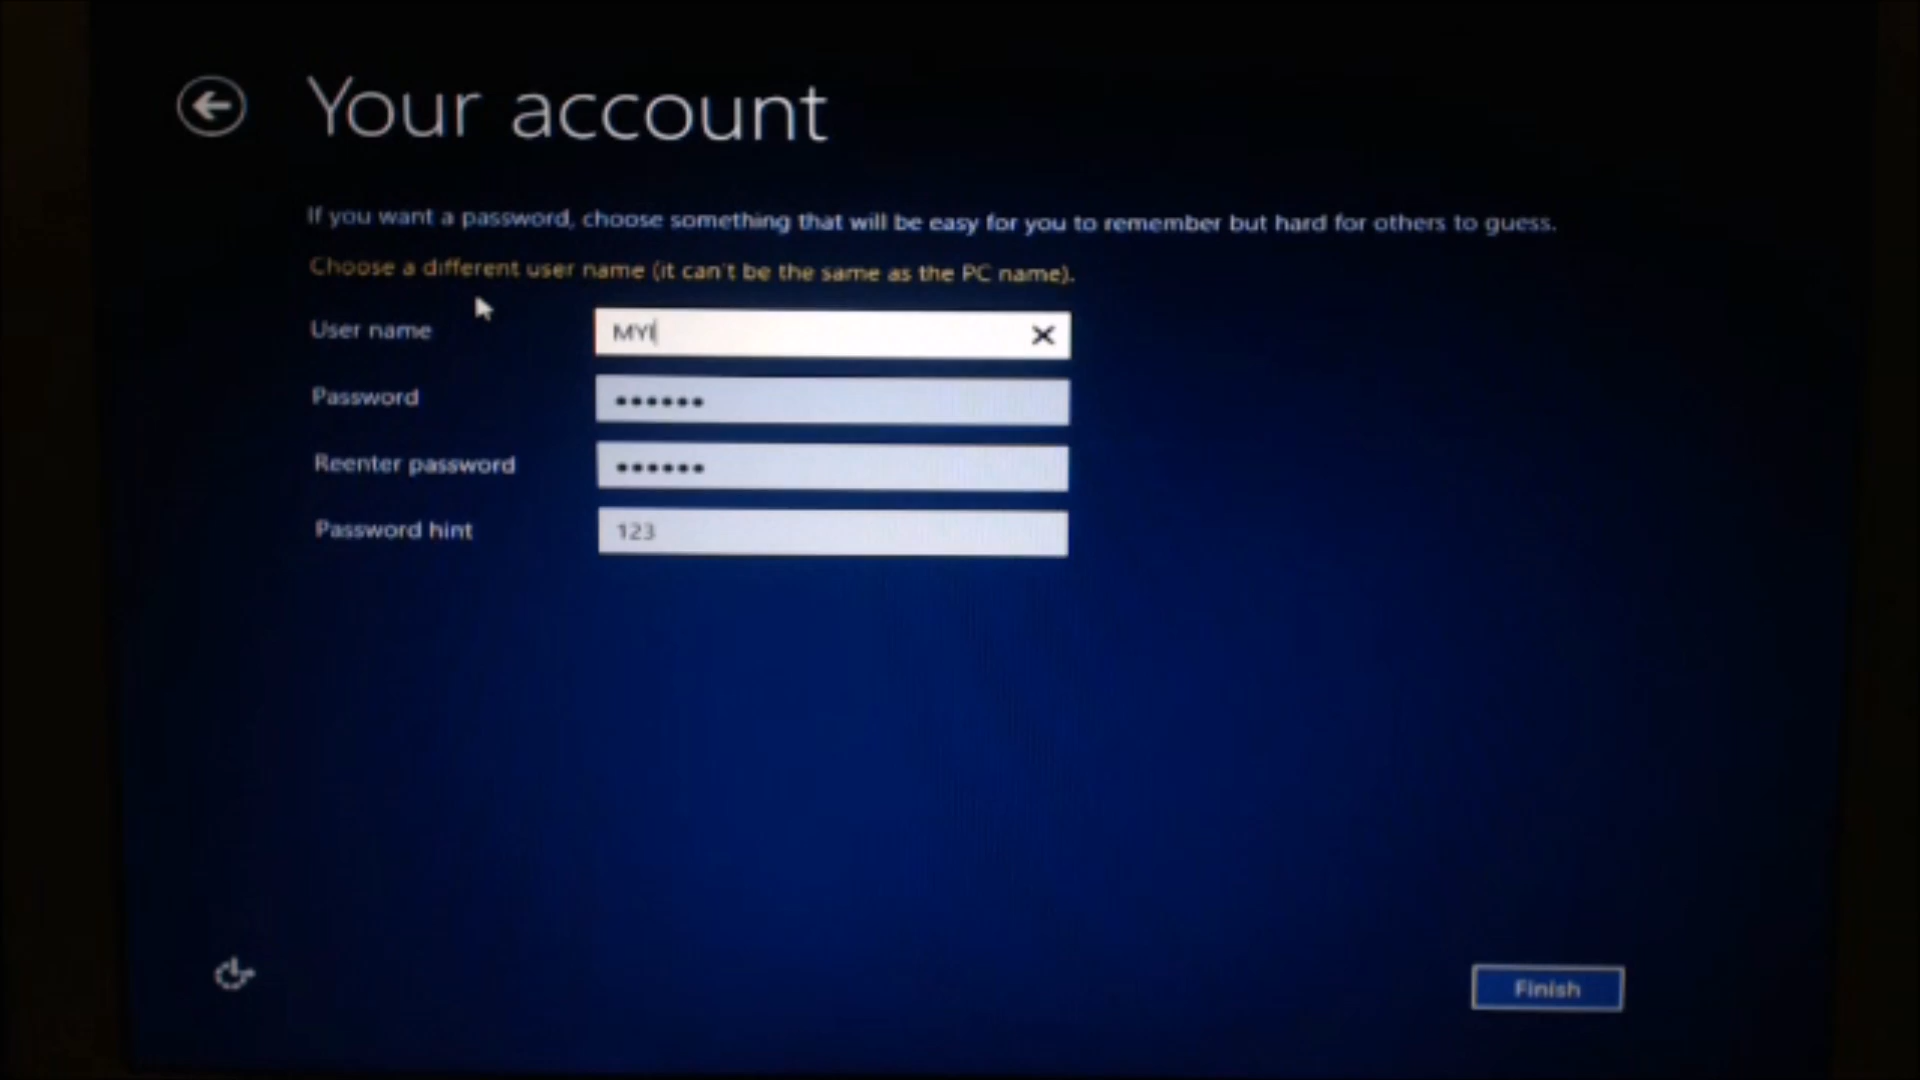 Your account
If you want a password, choose something that will be easy for you to remember but hard for others to guess.
Choose a different user name (it can't be the same as the PC name).
User name
MYI
Password
••••••
Reenter password
••••••
Password hint
123
Finish